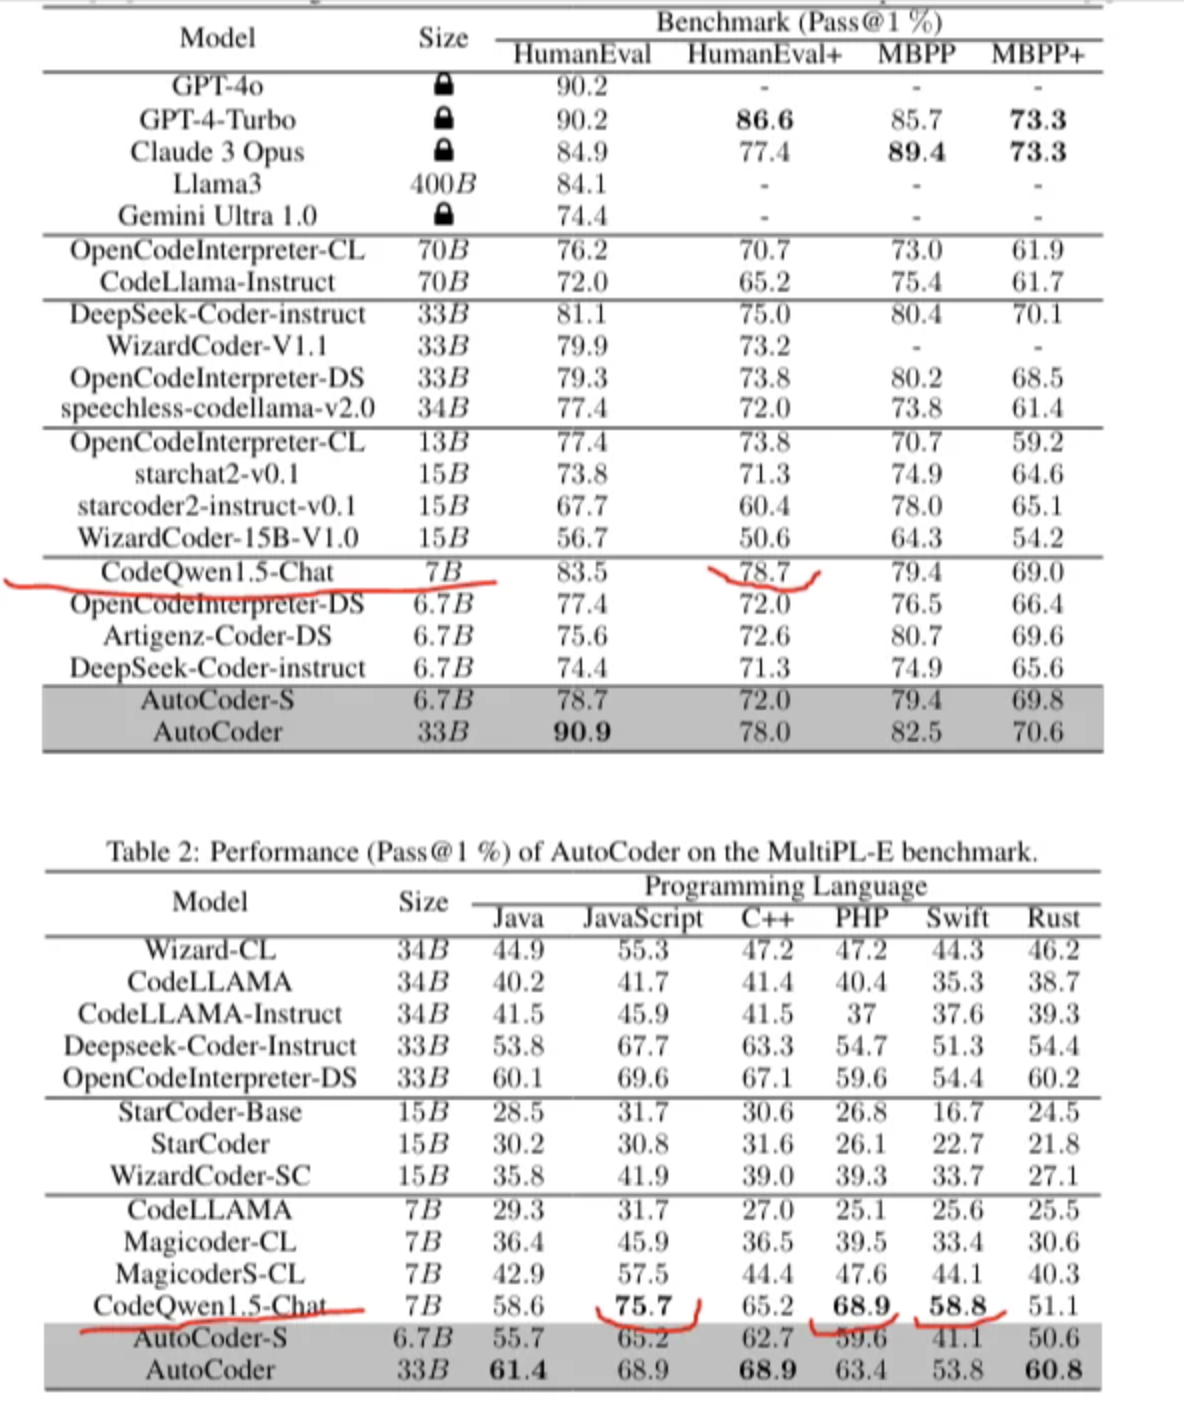 Model Size Benchmark (Pass@1 %)
HumanEval HumanEval+ MBPP MBPP+
GPT-4o 90.2 - - -
GPT-4-Turbo 90.2 86.6 85.7 73.3
Claude 3 Opus 84.9 77.4 89.4 73.3
Llama3 400B 84.1 - - -
Gemini Ultra 1.0 74.4 - - -
OpenCodeInterpreter-CL 70B 76.2 70.7 73.0 61.9
CodeLlama-Instruct 70B 72.0 65.2 75.4 61.7
DeepSeek-Coder-instruct 33B 81.1 75.0 80.4 70.1
WizardCoder-V1.1 33B 79.9 73.2 - -
OpenCodeInterpreter-DS 33B 79.3 73.8 80.2 68.5
speechless-codellama-v2.0 34B 77.4 72.0 73.8 61.4
OpenCodeInterpreter-CL 13B 77.4 73.8 70.7 59.2
starchat2-v0.1 15B 73.8 71.3 74.9 64.6
starcoder2-instruct-v0.1 15B 67.7 60.4 78.0 65.1
WizardCoder-15B-V1.0 15B 56.7 50.6 64.3 54.2
CodeQwen1.5-Chat 7B 83.5 78.7 79.4 69.0
OpenCodeInterpreter-DS 6.7B 77.4 72.0 76.5 66.4
Artigenz-Coder-DS 6.7B 75.6 72.6 80.7 69.6
DeepSeek-Coder-instruct 6.7B 74.4 71.3 74.9 65.6
AutoCoder-S 6.7B 78.7 72.0 79.4 69.8
AutoCoder 33B 90.9 78.0 82.5 70.6
Table 2: Performance (Pass@1 %) of AutoCoder on the MultiPL-E benchmark.
Model Size Programming Language
Java JavaScript C++ PHP Swift Rust
Wizard-CL 34B 44.9 55.3 47.2 47.2 44.3 46.2
CodeLLAMA 34B 40.2 41.7 41.4 40.4 35.3 38.7
CodeLLAMA-Instruct 34B 41.5 45.9 41.5 37 37.6 39.3
Deepseek-Coder-Instruct 33B 53.8 67.7 63.3 54.7 51.3 54.4
OpenCodeInterpreter-DS 33B 60.1 69.6 67.1 59.6 54.4 60.2
StarCoder-Base 15B 28.5 31.7 30.6 26.8 16.7 24.5
StarCoder 15B 30.2 30.8 31.6 26.1 22.7 21.8
WizardCoder-SC 15B 35.8 41.9 39.0 39.3 33.7 27.1
CodeLLAMA 7B 29.3 31.7 27.0 25.1 25.6 25.5
Magicoder-CL 7B 36.4 45.9 36.5 39.5 33.4 30.6
MagicoderS-CL 7B 42.9 57.5 44.4 47.6 44.1 40.3
CodeQwen1.5-Chat 7B 58.6 75.7 65.2 68.9 58.8 51.1
AutoCoder-S 6.7B 55.7 65.2 62.7 59.6 41.1 50.6
AutoCoder 33B 61.4 68.9 68.9 63.4 53.8 60.8